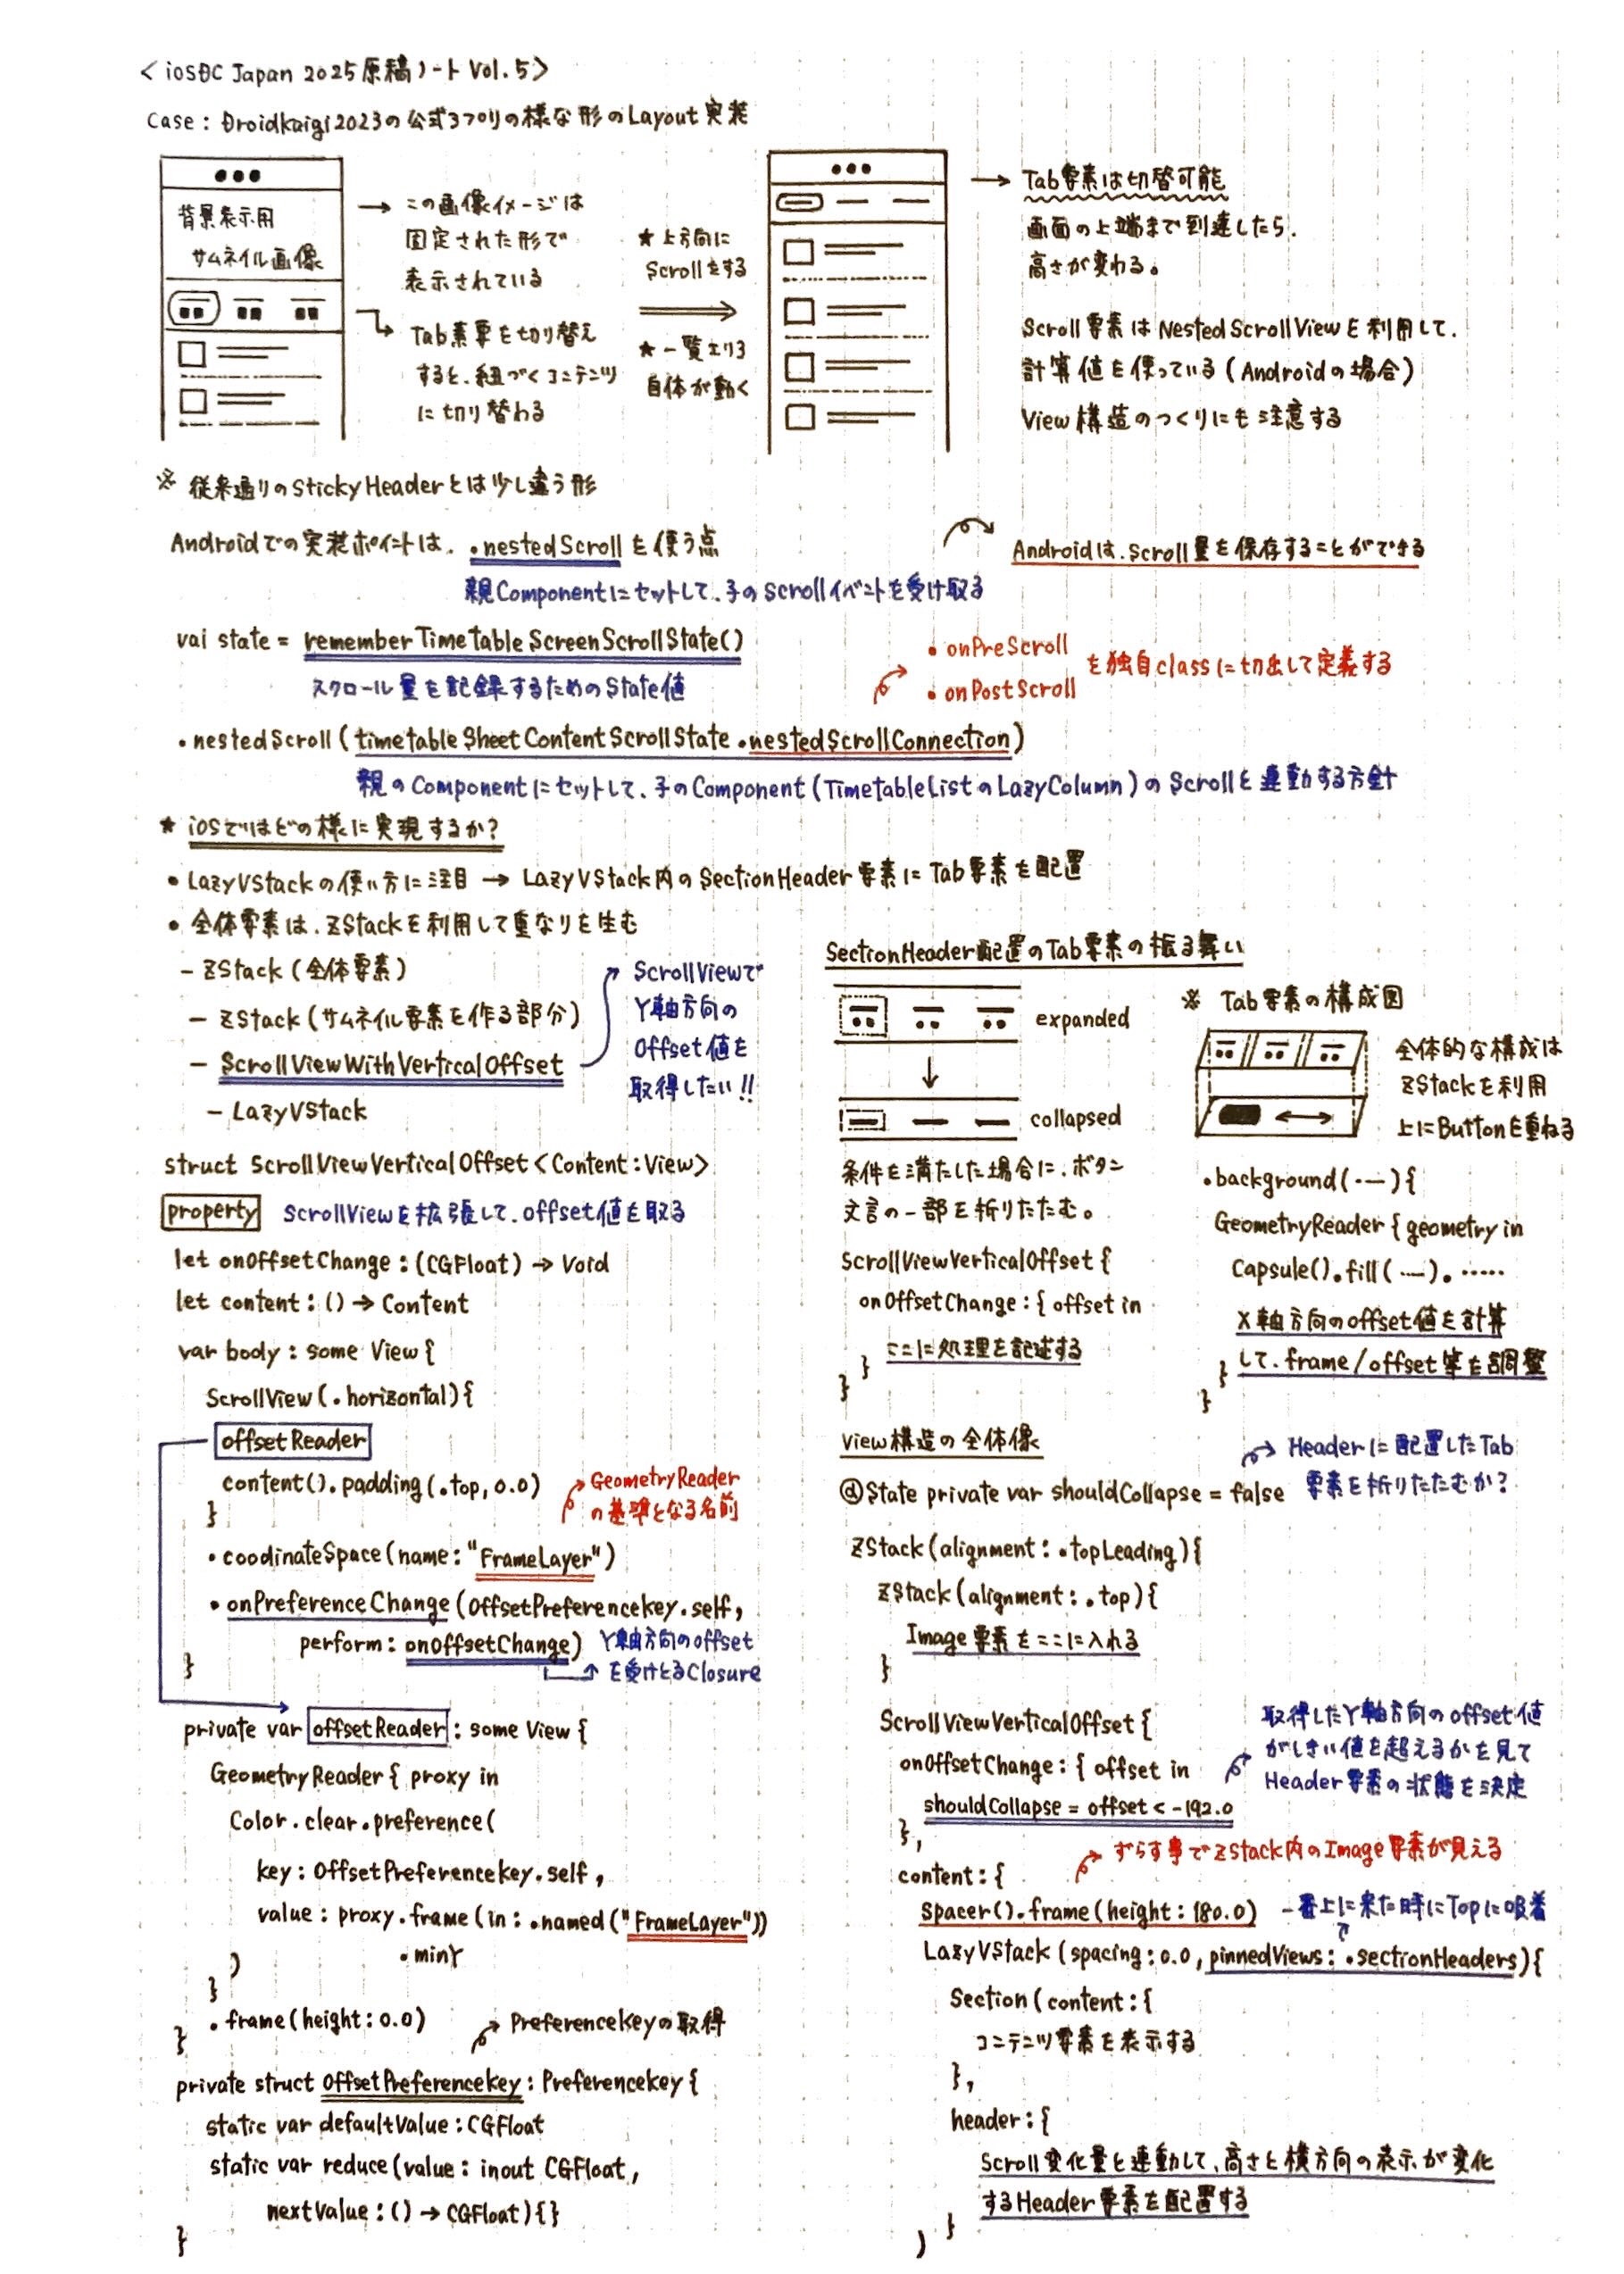 < iOSDC Japan 2025原稿ノート Vol.5>
Case : Droidkaigi2023の公式アプリの様な形のLayout実装
背景表示用
サムネイル画像
→ この画像イメージは
固定された形で
表示されている
Tab要素を切り替え
すると、紐づくコンテンツ
に切り替わる
★ 上方向に
Scrollをする
★ 一覧エリア
自体が動く
→ Tab要素は切替可能
画面の上端まで到達したら、
高さが変わる。
Scroll要素はNestedScrollViewを利用して、
計算値を使っている (Androidの場合)
View構造のつくりにも注意する
※ 従来通りのStickyHeaderとは少し違う形
Androidでの実装ポイントは、.nestedScrollを使う点
親Componentにセットして、子のScrollイベントを受け取る
Androidは、Scroll量を保存することができる
val state = rememberTimetableScreenScrollState()
スクロール量を記録するためのState値
• onPreScroll
• onPostScroll
を独自classに切出して定義する
.nestedScroll (timetableSheetContentScrollState.nestedScrollConnection)
親のComponentにセットして、子のComponent (TimetableListのLazyColumn) のScrollと連動する方針
★ iOSではどの様に実現するか?
• LazyVStackの使い方に注目 → LazyVStack内のSectionHeader要素にTab要素を配置
• 全体要素は、ZStackを利用して重なりを生む
- ZStack (全体要素)
- ZStack (サムネイル要素を作る部分)
- ScrollViewWithVerticalOffset
- LazyVStack
ScrollViewで
Y軸方向の
Offset値を
取得したい!!
struct ScrollViewVerticalOffset<Content:View>
property ScrollViewを拡張して、offset値を取る
let onOffsetChange : (CGFloat) → Void
let content : () → Content
var body : some View {
ScrollView (.horizontal) {
offsetReader
content().padding (.top, 0.0)
}
GeometryReader
の基準となる名前
.coodinateSpace (name: "FrameLayer")
.onPreferenceChange (OffsetPreferenceKey.self,
perform : onOffsetChange)
}
Y軸方向のoffset
を受けとるClosure
private var offsetReader : some View {
GeometryReader { proxy in
Color.clear.preference(
key : OffsetPreferenceKey.self,
value : proxy.frame (in : .named ("FrameLayer"))
.minY
)
}
.frame (height : 0.0)
}
PreferenceKeyの取得
private struct OffsetPreferenceKey : PreferenceKey {
static var defaultValue : CGFloat
static var reduce (value : inout CGFloat,
nextValue : () → CGFloat) {}
}
SectionHeader配置のTab要素の振る舞い
expanded
collapsed
条件を満たした場合に、ボタン
文言の一部を折りたたむ。
ScrollViewVerticalOffset {
onOffsetChange : { offset in
ここに処理を記述する
}
}
※ Tab要素の構成図
全体的な構成は
ZStackを利用
上にButtonを重ねる
.background (.—) {
GeometryReader { geometry in
Capsule().fill (.—). ·····
X軸方向のoffset値を計算
して、frame/offset等を調整
}
}
View構造の全体像
Headerに配置したTab
要素を折りたたむか?
@State private var shouldCollapse = false
ZStack (alignment : .topLeading) {
ZStack (alignment : .top) {
Image要素をここに入れる
}
ScrollViewVerticalOffset {
onOffsetChange : { offset in
shouldCollapse = offset < -192.0
},
取得したY軸方向のoffset値
がしきい値を超えるかを見て
Header要素の状態を決定
ずらす事でZStack内のImage要素が見える
content : {
Spacer().frame (height : 180.0)
一番上に来た時にTopに吸着
LazyVStack (spacing : 0.0, pinnedViews : .sectionHeaders) {
Section (content : {
コンテンツ要素を表示する
},
header : {
Scroll変化量と連動して、高さと横方向の表示が変化
するHeader要素を配置する
}
)